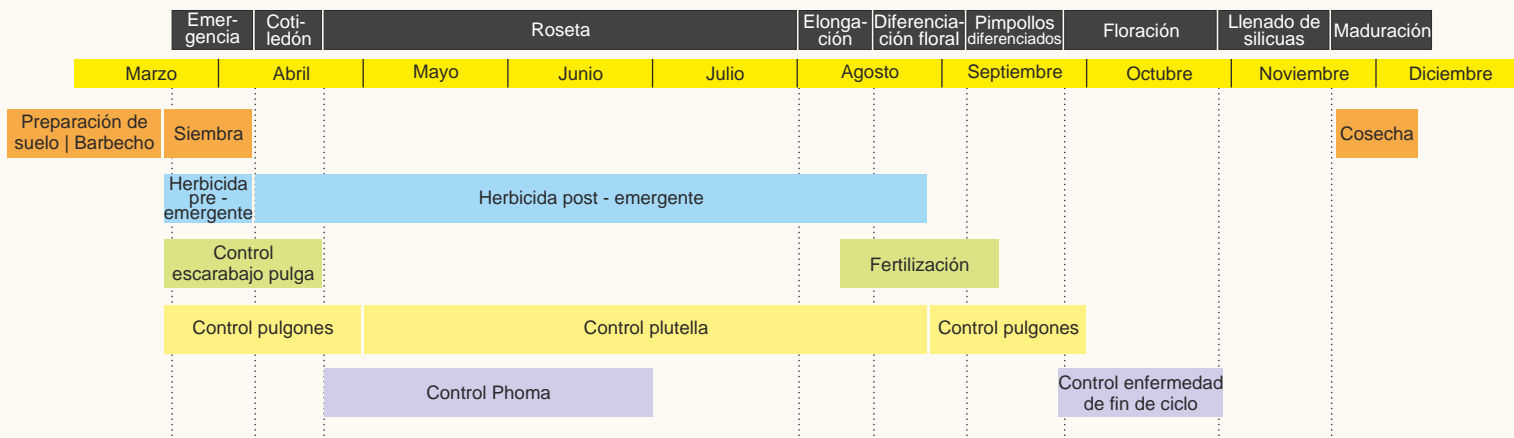 Emer-
gencia
Coti-
ledón
Roseta
Elonga-
ación
Diferencia-
ción floral
Pimpollos
diferenciados
Floración
Llenado de
silicuas
Maduración
Marzo
Abril
Mayo
Junio
Julio
Agosto
Septiembre
Octubre
Noviembre
Diciembre
Preparación de
suelo | Barbecho
Siembra
Cosecha
Herbicida
pre -
emergente
Herbicida post - emergente
Control
escarabajo pulga
Fertilización
Control pulgones
Control plutella
Control pulgones
Control Phoma
Control enfermedad
de fin de ciclo